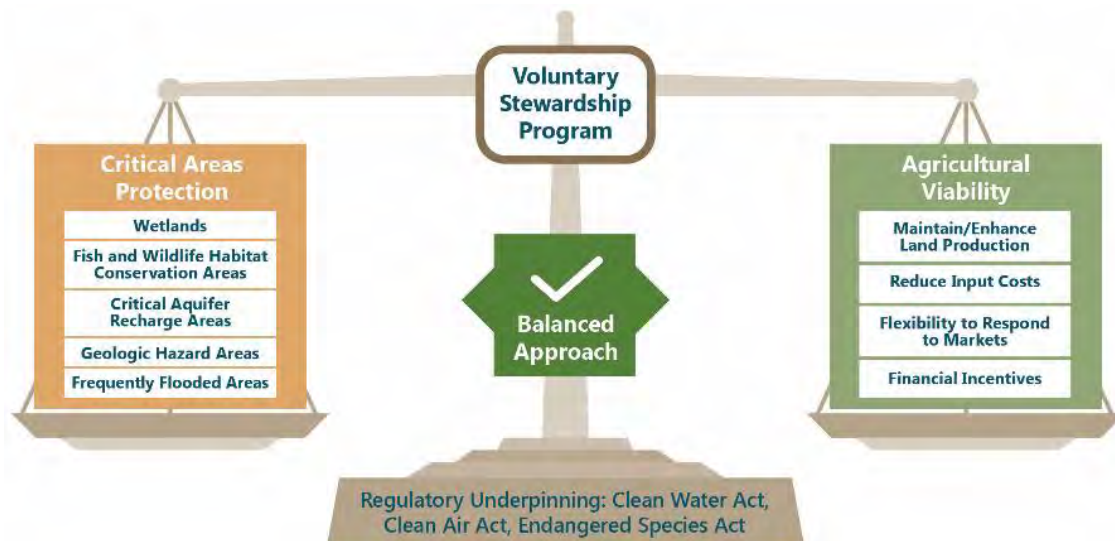 Voluntary
Stewardship
Program
Critical Areas
Protection
Wetlands
Fish and Wildlife Habitat
Conservation Areas
Critical Aquifer
Recharge Areas
Geologic Hazard Areas
Frequently Flooded Areas
Balanced
Approach
Agricultural
Viability
Maintain/Enhance
Land Production
Reduce Input Costs
Flexibility to Respond
to Markets
Financial Incentives
Regulatory Underpinning: Clean Water Act,
Clean Air Act, Endangered Species Act